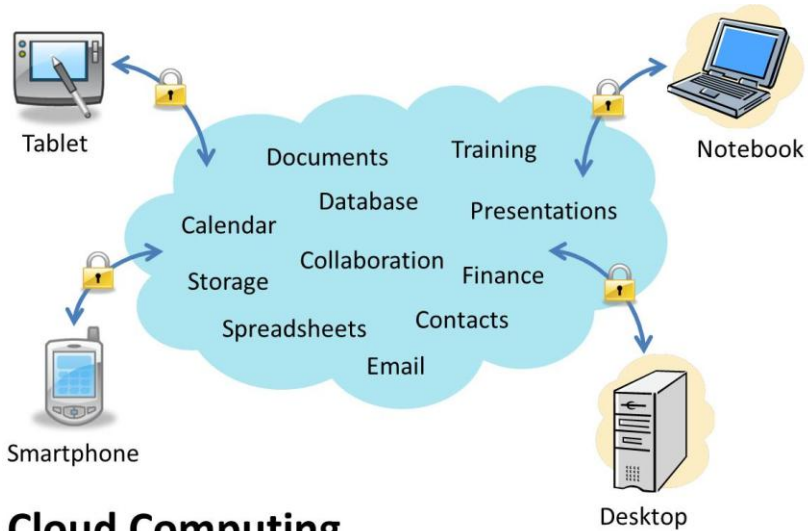 Tablet
Notebook
Documents
Training
Database
Presentations
Calendar
Collaboration
Storage
Finance
Spreadsheets
Contacts
Email
Smartphone
Desktop
Cloud Computing